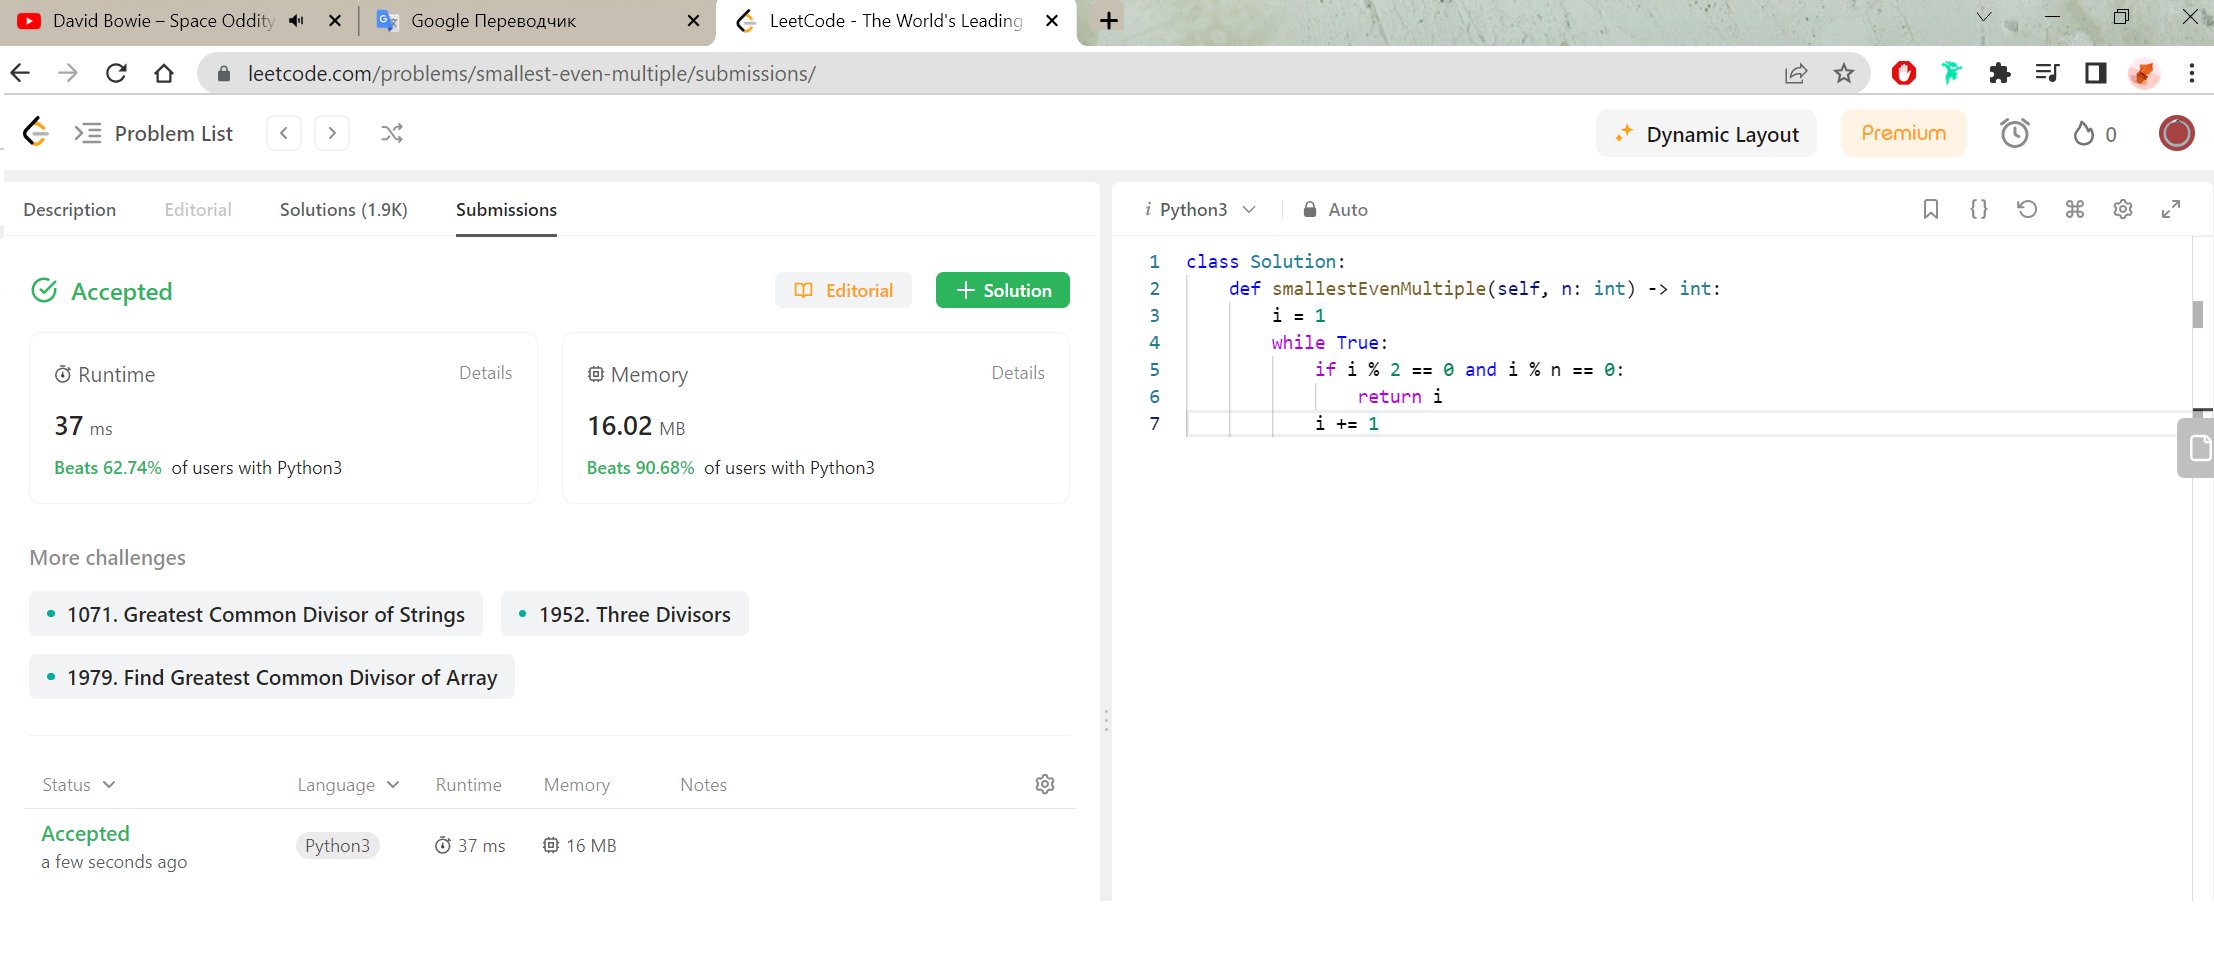 David Bowie – Space Oddity
Google Переводчик
LeetCode - The World's Leading
leetcode.com/problems/smallest-even-multiple/submissions/
Problem List
Dynamic Layout
Premium
0
Description
Editorial
Solutions (1.9K)
Submissions
Accepted
Editorial
+ Solution
Runtime
Details
37 ms
Beats 62.74% of users with Python3
Memory
Details
16.02 MB
Beats 90.68% of users with Python3
More challenges
1071. Greatest Common Divisor of Strings
1952. Three Divisors
1979. Find Greatest Common Divisor of Array
Status
Language
Runtime
Memory
Notes
Accepted
a few seconds ago
Python3
37 ms
16 MB
i Python3
Auto
1 class Solution:
2 def smallestEvenMultiple(self, n: int) -> int:
3 i = 1
4 while True:
5 if i % 2 == 0 and i % n == 0:
6 return i
7 i += 1